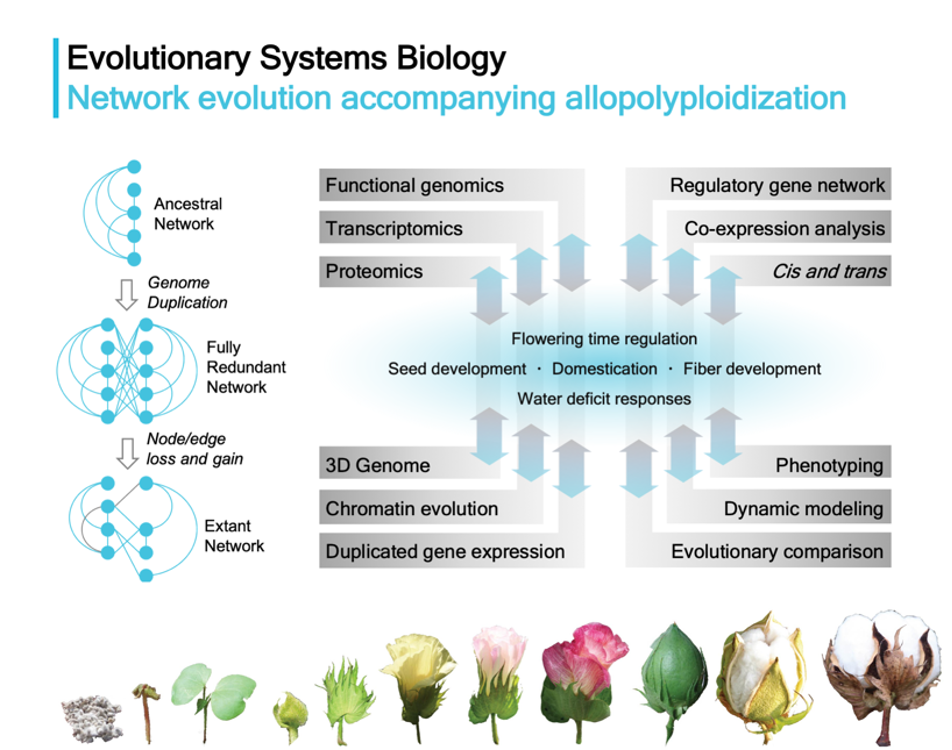 Evolutionary Systems Biology
Network evolution accompanying allopolyploidization
Ancestral
Network
Genome
Duplication
Fully
Redundant
Network
Node/edge
loss and gain
Extant
Network
Functional genomics
Transcriptomics
Proteomics
Regulatory gene network
Co-expression analysis
Cis and trans
Flowering time regulation
Seed development · Domestication · Fiber development
Water deficit responses
3D Genome
Chromatin evolution
Duplicated gene expression
Phenotyping
Dynamic modeling
Evolutionary comparison